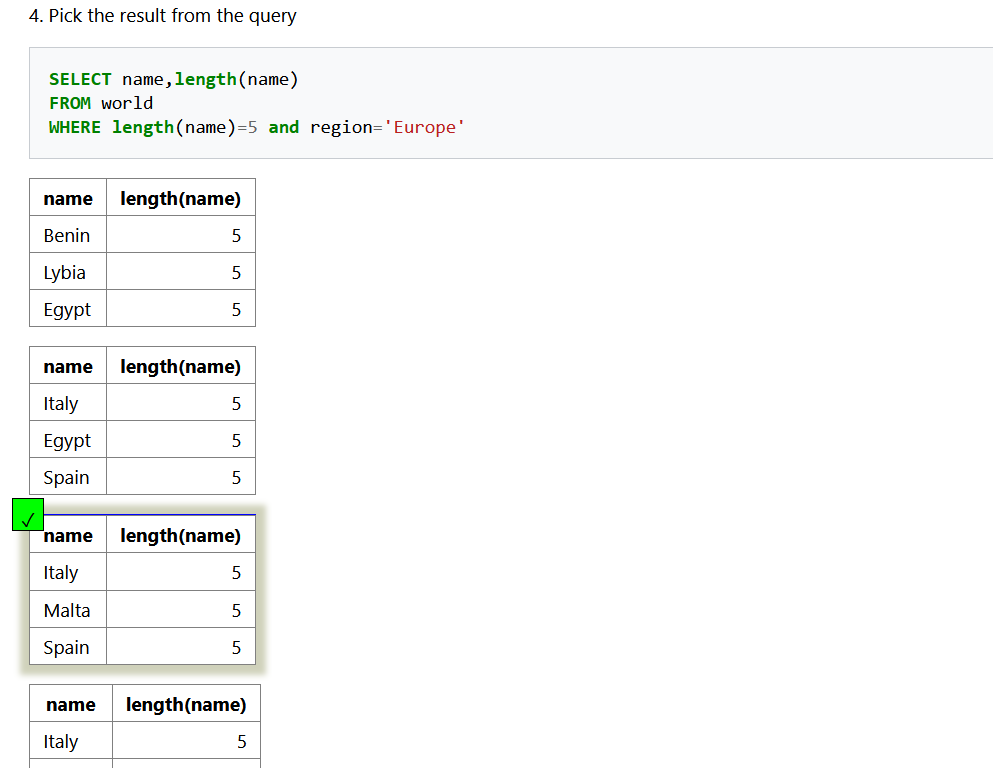 4. Pick the result from the query
SELECT name,length(name)
FROM world
WHERE length(name)=5 and region='Europe'
name length(name)
Benin 5
Lybia 5
Egypt 5
name length(name)
Italy 5
Egypt 5
Spain 5
✓
name length(name)
Italy 5
Malta 5
Spain 5
name length(name)
Italy 5